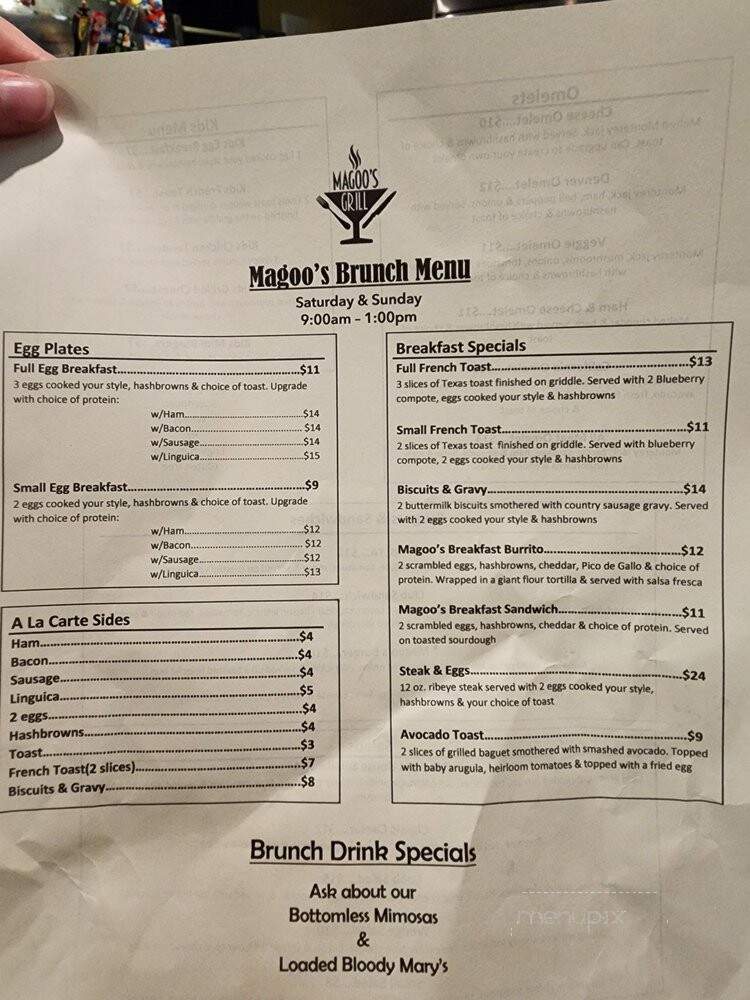 MAGOO'S
GRILL
Magoo's Brunch Menu
Saturday & Sunday
9:00am - 1:00pm
Egg Plates
Full Egg Breakfast...$11
3 eggs cooked your style, hashbrowns & choice of toast. Upgrade
with choice of protein:
w/Ham...$14
w/Bacon...$14
w/Sausage...$14
w/Linguica...$15
Small Egg Breakfast...$9
2 eggs cooked your style, hashbrowns & choice of toast. Upgrade
with choice of protein:
w/Ham...$12
w/Bacon...$12
w/Sausage...$12
w/Linguica...$13
A La Carte Sides
Ham...$4
Bacon...$4
Sausage...$4
Linguica...$5
2 eggs...$4
Hashbrowns...$4
Toast...$3
French Toast(2 slices)...$7
Biscuits & Gravy...$8
Breakfast Specials
Full French Toast...$13
3 slices of Texas toast finished on griddle. Served with 2 Blueberry
compote, eggs cooked your style & hashbrowns
Small French Toast...$11
2 slices of Texas toast finished on griddle. Served with blueberry
compote, 2 eggs cooked your style & hashbrowns
Biscuits & Gravy...$14
2 buttermilk biscuits smothered with country sausage gravy. Served
with 2 eggs cooked your style & hashbrowns
Magoo's Breakfast Burrito...$12
2 scrambled eggs, hashbrowns, cheddar, Pico de Gallo & choice of
protein. Wrapped in a giant flour tortilla & served with salsa fresca
Magoo's Breakfast Sandwich...$11
2 scrambled eggs, hashbrowns, cheddar & choice of protein. Served
on toasted sourdough
Steak & Eggs...$24
12 oz. ribeye steak served with 2 eggs cooked your style,
hashbrowns & your choice of toast
Avocado Toast...$9
2 slices of grilled baguet smothered with smashed avocado. Topped
with baby arugula, heirloom tomatoes & topped with a fried egg
Brunch Drink Specials
Ask about our
Bottomless Mimosas
&
Loaded Bloody Mary's
menupix